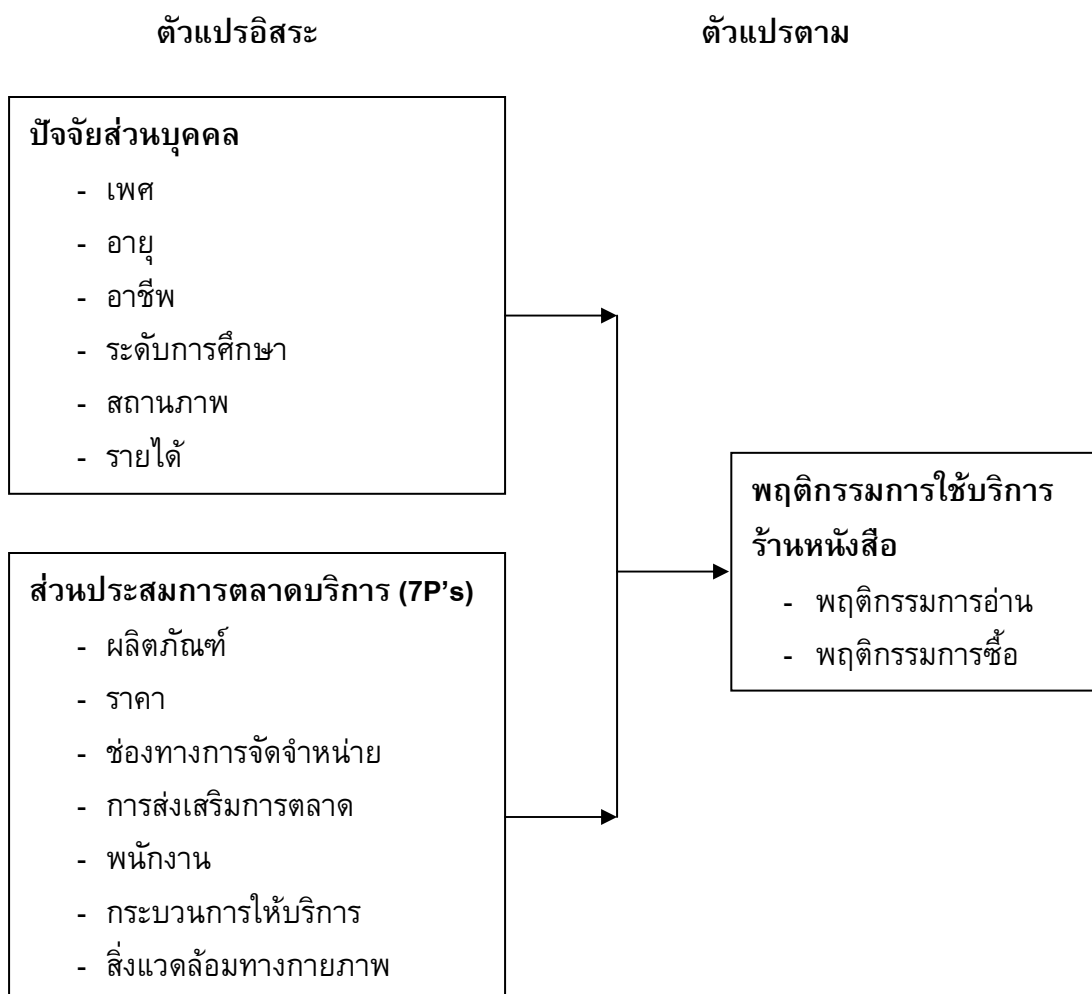 ตัวแปรอิสระ
ตัวแปรตาม
ปัจจัยส่วนบุคคล
- เพศ
- อายุ
- อาชีพ
- ระดับการศึกษา
- สถานภาพ
- รายได้
ส่วนประสมการตลาดบริการ (7P’s)
- ผลิตภัณฑ์
- ราคา
- ช่องทางการจัดจำหน่าย
- การส่งเสริมการตลาด
- พนักงาน
- กระบวนการให้บริการ
- สิ่งแวดล้อมทางกายภาพ
พฤติกรรมการใช้บริการ
ร้านหนังสือ
- พฤติกรรมการอ่าน
- พฤติกรรมการซื้อ